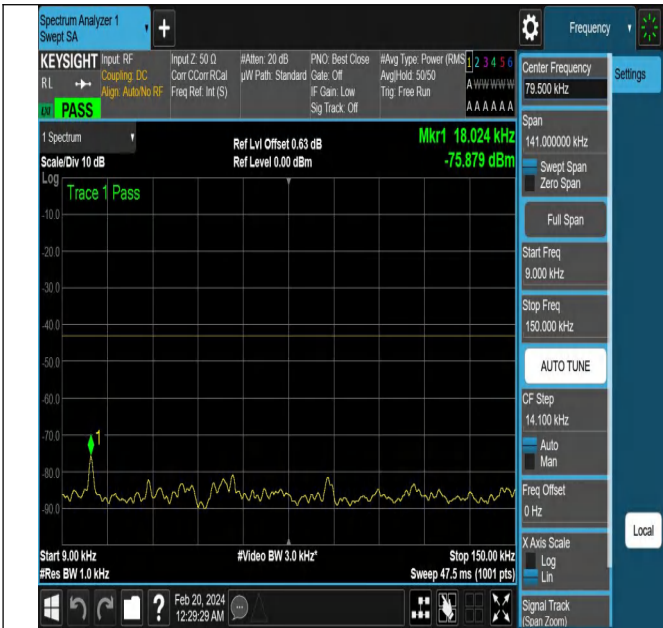 Spectrum Analyzer 1
Swept SA
+
Frequency
KEYSIGHT
Input: RF
Input Z: 50 Ω
#Atten: 20 dB
PNO: Best Close
#Avg Type: Power (RMS
1 2 3 4 5 6
RL
Coupling: DC
Corr CCorr RCal
µW Path: Standard
Gate: Off
Avg|Hold: 50/50
A W W W W W
Align: Auto/No RF
Freq Ref: Int (S)
IF Gain: Low
Trig: Free Run
Sig Track: Off
A A A A A A
PASS
1 Spectrum
Scale/Div 10 dB
Ref Lvl Offset 0.63 dB
Ref Level 0.00 dBm
Mkr1 18.024 kHz
-75.879 dBm
Log
Trace 1 Pass
-10.0
-20.0
-30.0
-40.0
-50.0
-60.0
-70.0
-80.0
-90.0
1
Start 9.00 kHz
#Video BW 3.0 kHz*
Stop 150.00 kHz
#Res BW 1.0 kHz
Sweep 47.5 ms (1001 pts)
?
Feb 20, 2024
12:29:29 AM
Center Frequency
79.500 kHz
Settings
Span
141.000000 kHz
Swept Span
Zero Span
Full Span
Start Freq
9.000 kHz
Stop Freq
150.000 kHz
AUTO TUNE
CF Step
14.100 kHz
Auto
Man
Freq Offset
0 Hz
X Axis Scale
Log
Lin
Local
Signal Track
(Span Zoom)